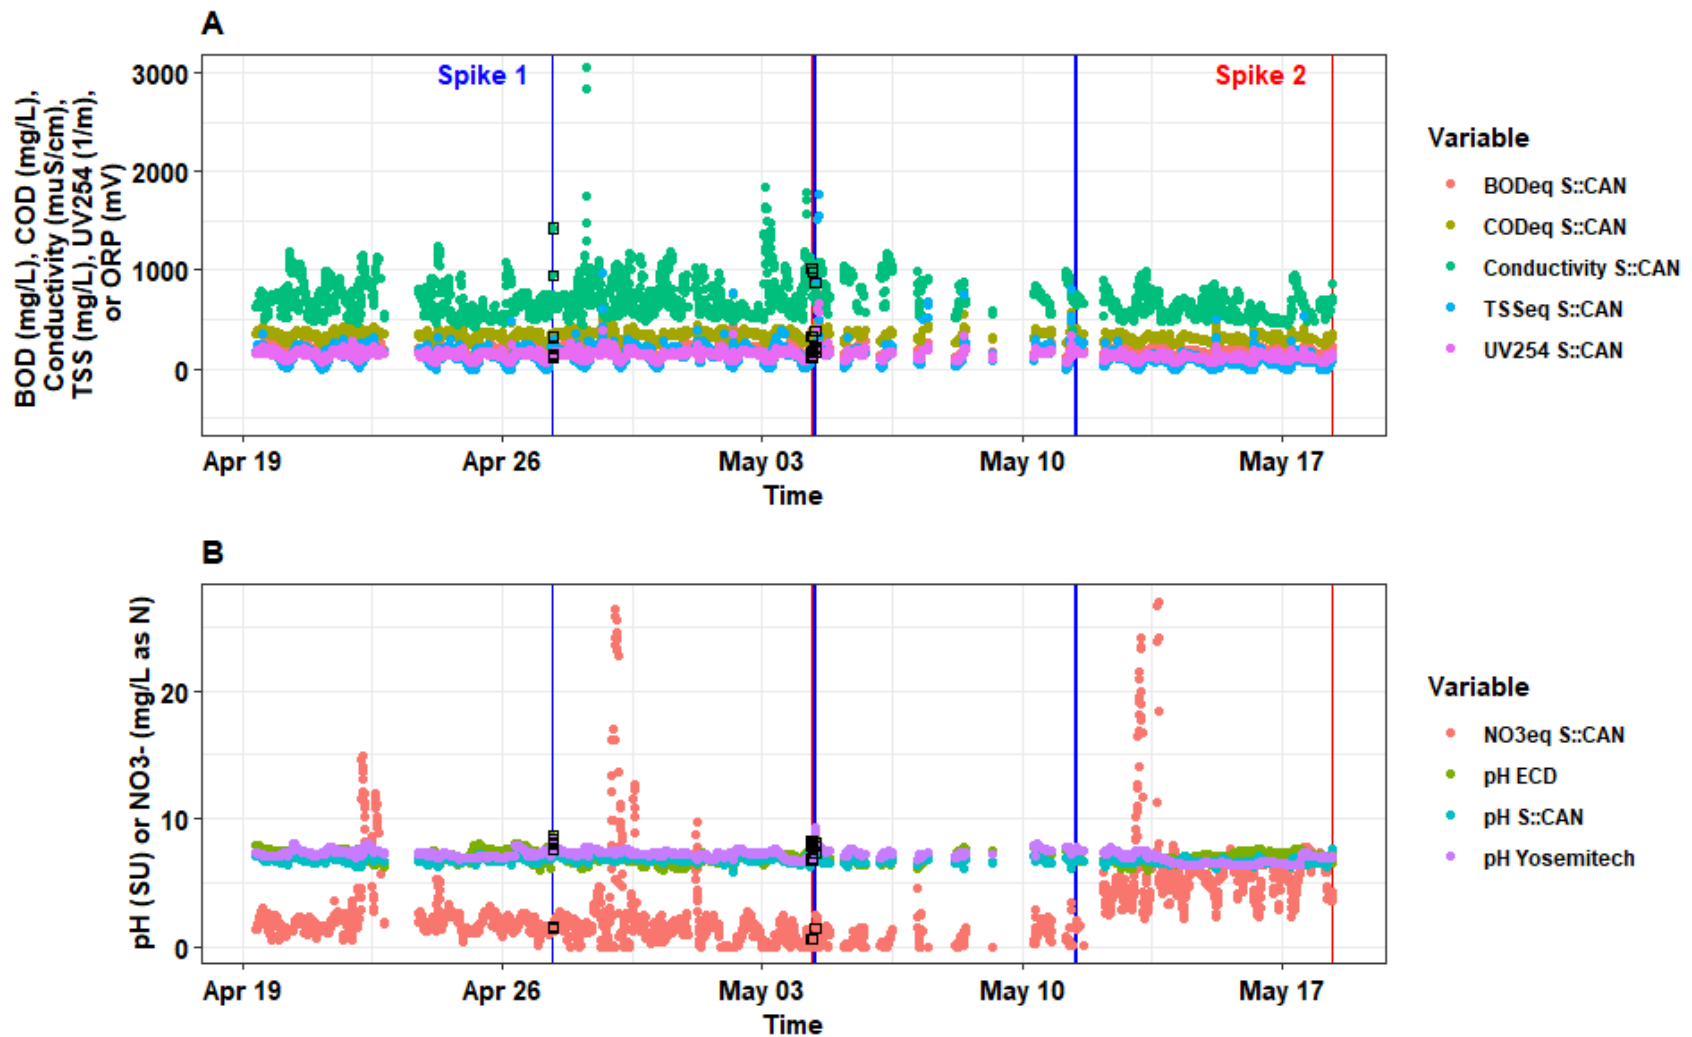 A
BOD (mg/L), COD (mg/L),
Conductivity (muS/cm),
TSS (mg/L), UV254 (1/m),
or ORP (mV)
3000
2000
1000
0
Spike 1
Spike 2
Apr 19
Apr 26
May 03
May 10
May 17
Time
Variable
BODeq S::CAN
CODeq S::CAN
Conductivity S::CAN
TSSeq S::CAN
UV254 S::CAN
B
pH (SU) or NO3- (mg/L as N)
20
10
0
Apr 19
Apr 26
May 03
May 10
May 17
Time
Variable
NO3eq S::CAN
pH ECD
pH S::CAN
pH Yosemitech